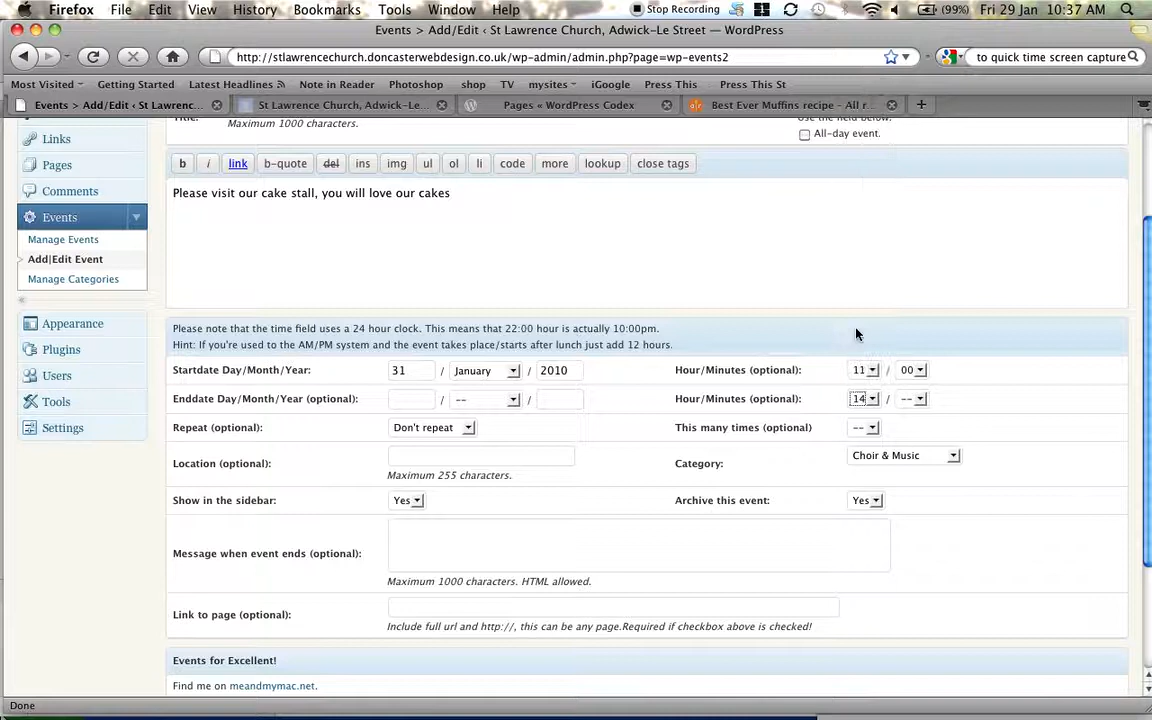 Firefox File Edit View History Bookmarks Tools Window Help Stop Recording (99%) Fri 29 Jan 10:37 AM
Events > Add/Edit ‹ St Lawrence Church, Adwick-Le Street — WordPress
http://stlawrencechurch.doncasterwebdesign.co.uk/wp-admin/admin.php?page=wp-events2 to quick time screen capture
Most Visited Getting Started Latest Headlines Note in Reader Photoshop shop TV mysites iGoogle Press This Press This St
Events > Add/Edit ‹ St Lawrenc... St Lawrence Church, Adwick-Le... Pages « WordPress Codex Best Ever Muffins recipe - All r...
Title: Maximum 1000 characters. Use the field below.
All-day event.
Links
Pages
Comments
Events
Manage Events
Add|Edit Event
Manage Categories
Appearance
Plugins
Users
Tools
Settings
b i link b-quote del ins img ul ol li code more lookup close tags
Please visit our cake stall, you will love our cakes
Please note that the time field uses a 24 hour clock. This means that 22:00 hour is actually 10:00pm.
Hint: If you're used to the AM/PM system and the event takes place/starts after lunch just add 12 hours.
Startdate Day/Month/Year: 31 / January / 2010 Hour/Minutes (optional): 11 / 00
Enddate Day/Month/Year (optional): / -- / Hour/Minutes (optional): 14 / --
Repeat (optional): Don't repeat This many times (optional) --
Location (optional): Category: Choir & Music
Maximum 255 characters.
Show in the sidebar: Yes Archive this event: Yes
Message when event ends (optional):
Maximum 1000 characters. HTML allowed.
Link to page (optional):
Include full url and http://, this can be any page.Required if checkbox above is checked!
Events for Excellent!
Find me on meandmymac.net.
Done